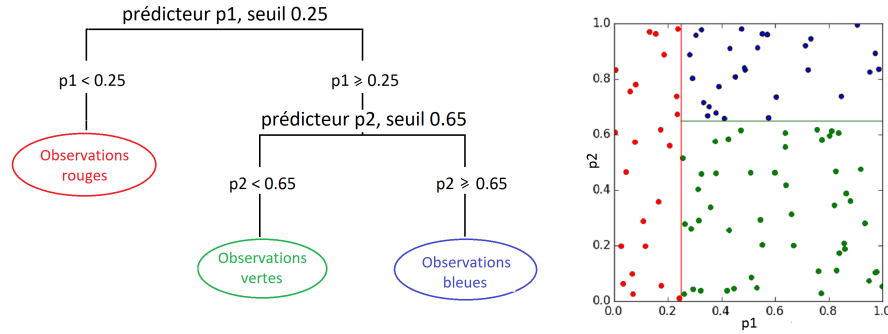 prédicteur p1, seuil 0.25
p1 < 0.25
p1 ⩾ 0.25
prédicteur p2, seuil 0.65
Observations
rouges
p2 < 0.65
p2 ⩾ 0.65
Observations
vertes
Observations
bleues
1.0
0.8
0.6
0.4
0.2
0.0
p2
0.0 0.2 0.4 0.6 0.8 1.0
p1